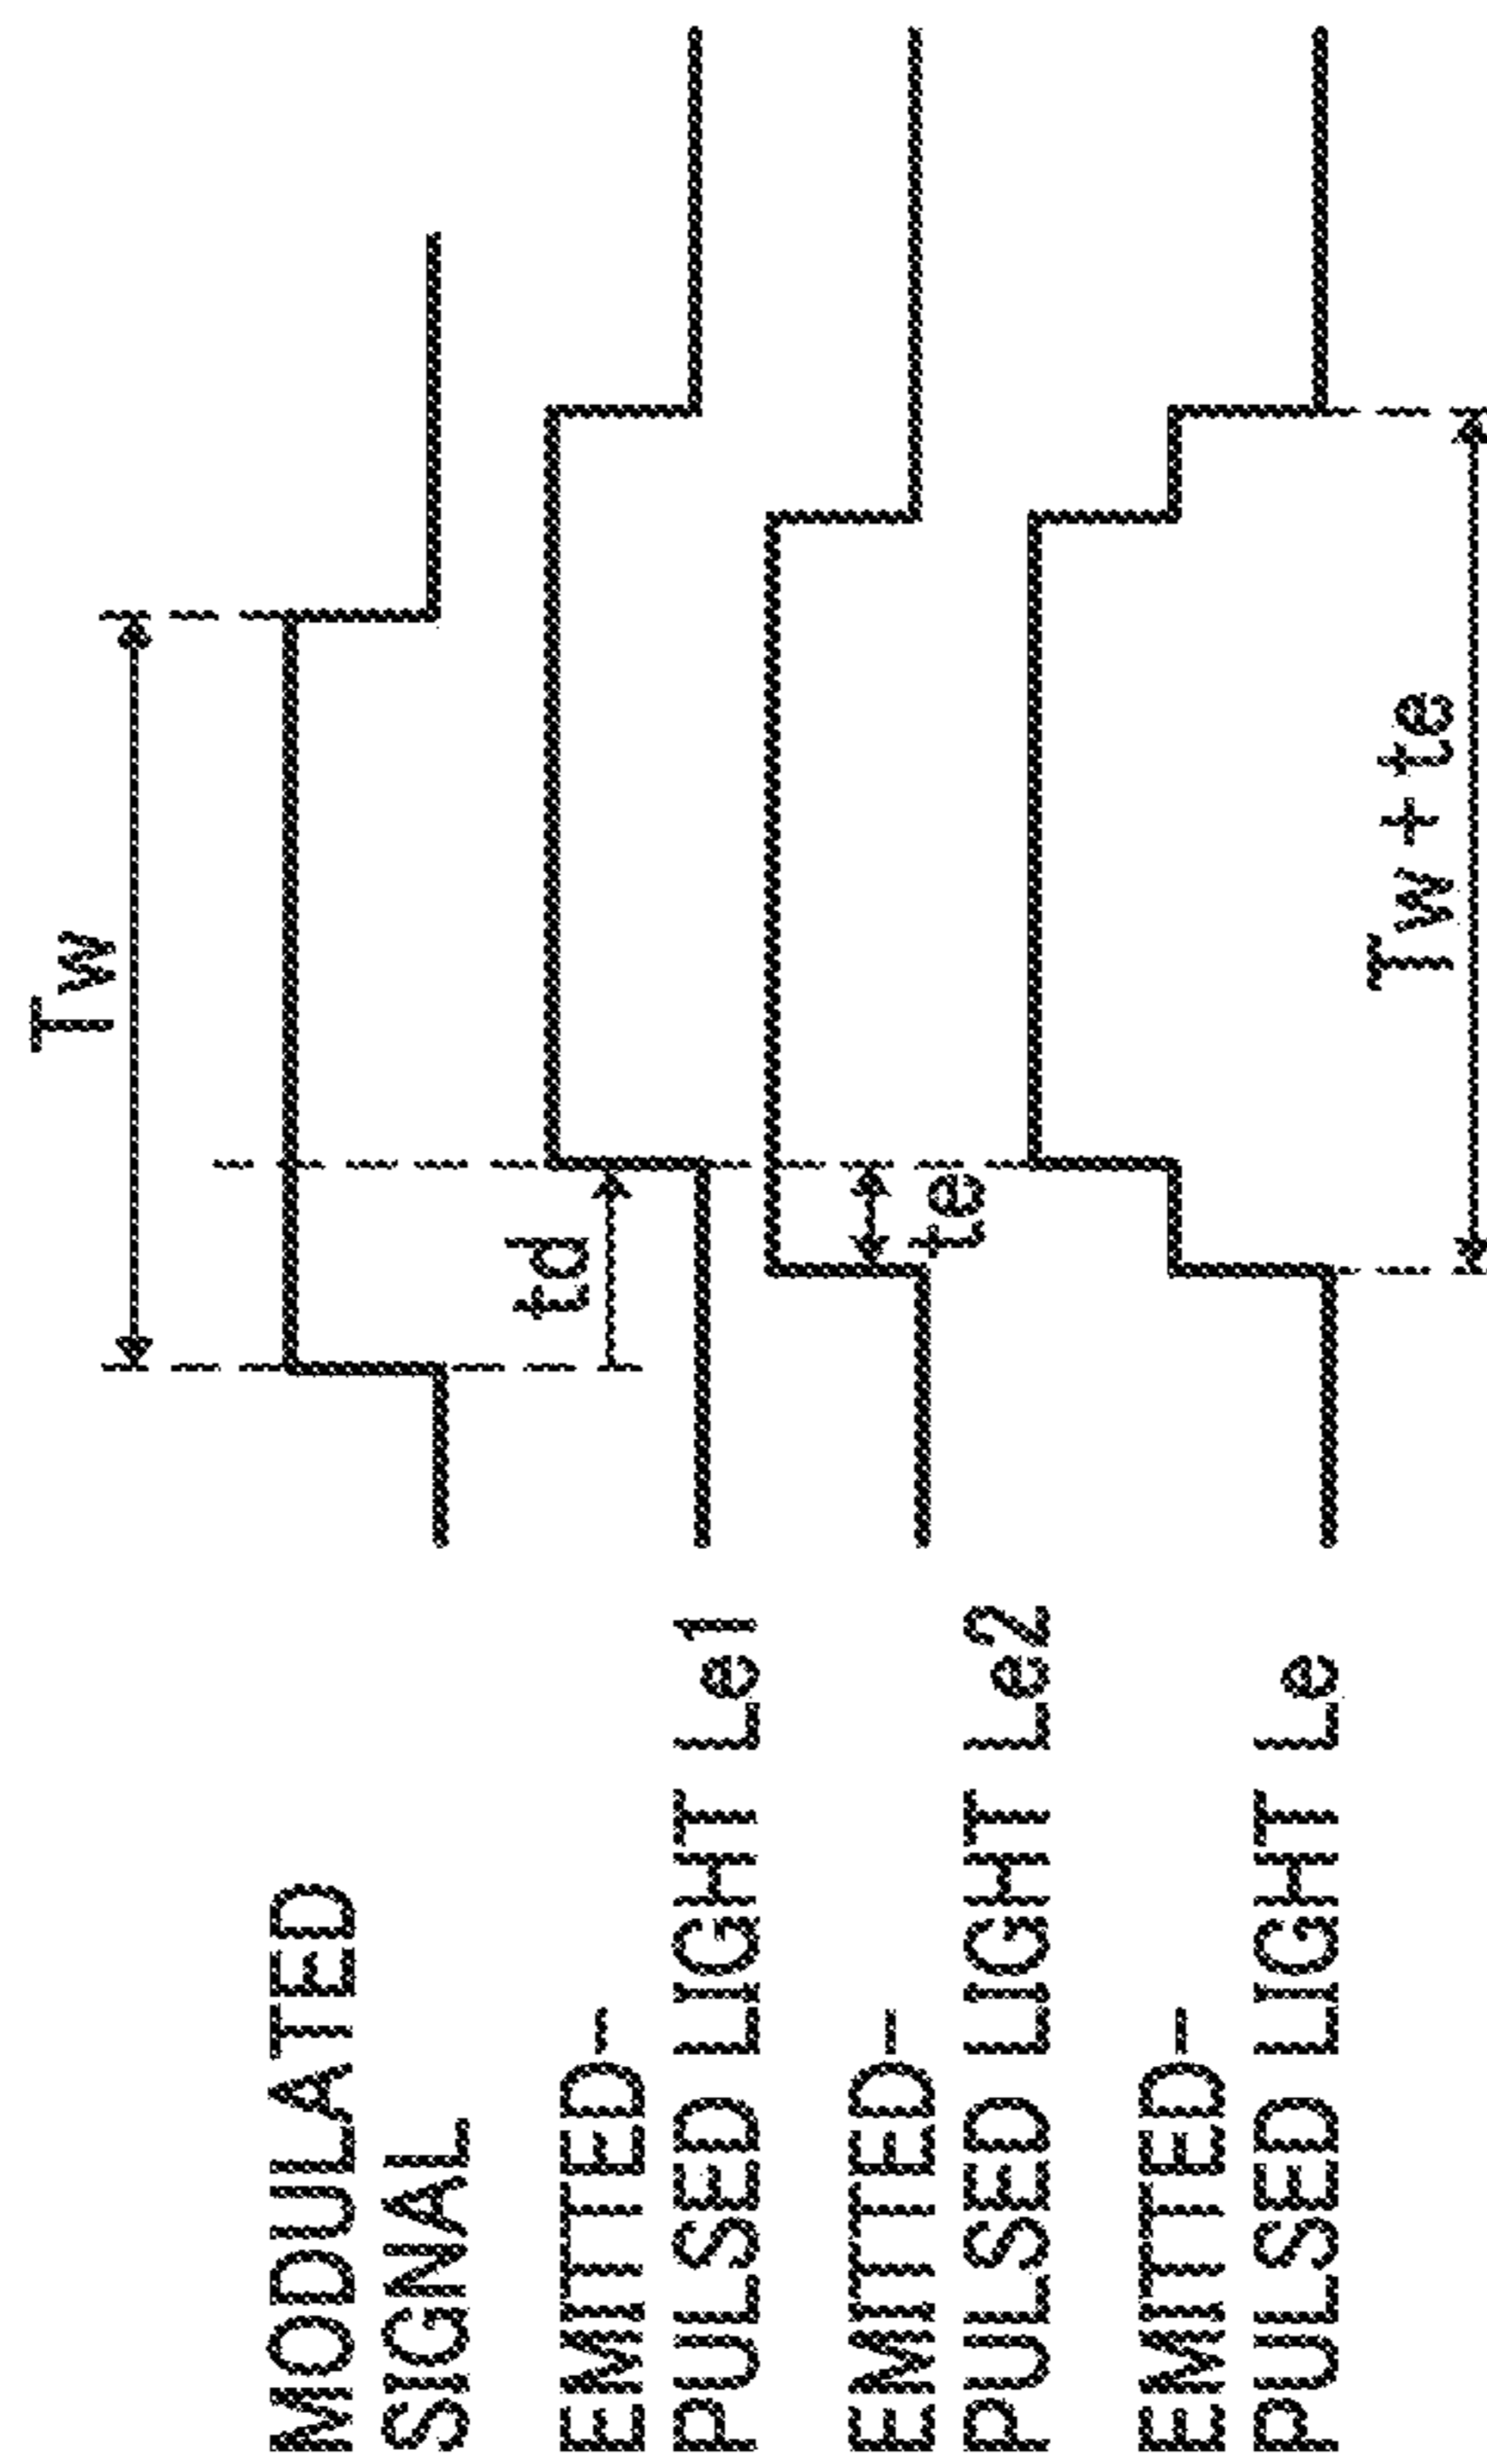 Tw
MODULATED
SIGNAL
td
EMITTED-
PULSED LIGHT Le1
EMITTED-
PULSED LIGHT Le2
te
EMITTED-
PULSED LIGHT Le
Tw+te